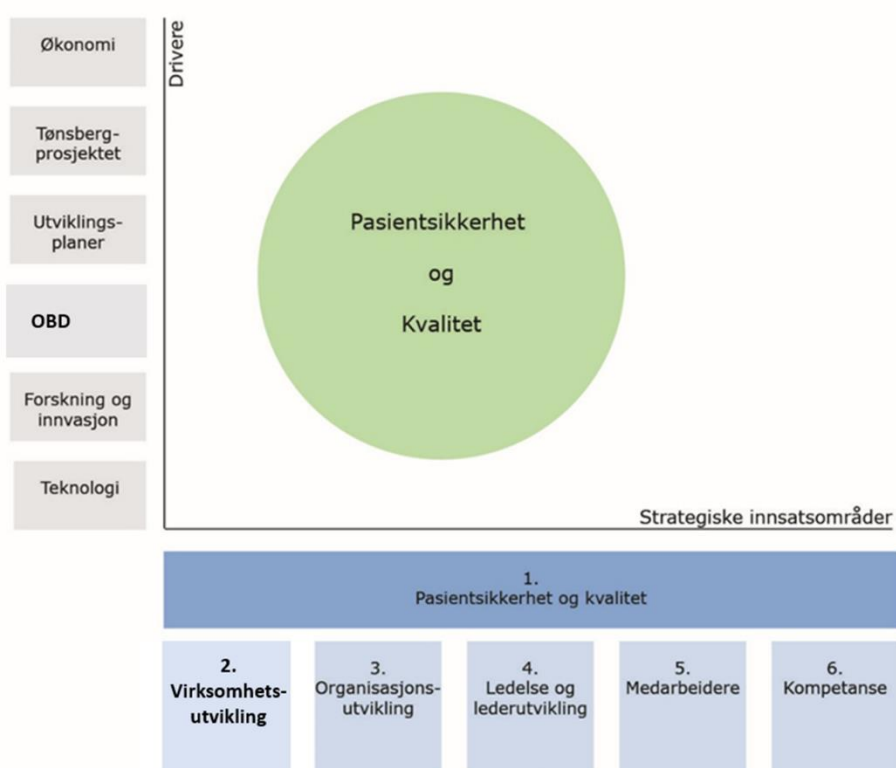 Økonomi
Tønsberg-
prosjektet
Utviklings-
planer
OBD
Forskning og
innvasjon
Teknologi
Drivere
Pasientsikkerhet
og
Kvalitet
Strategiske innsatsområder
1.
Pasientsikkerhet og kvalitet
2.
Virksomhets-
utvikling
3.
Organisasjons-
utvikling
4.
Ledelse og
lederutvikling
5.
Medarbeidere
6.
Kompetanse